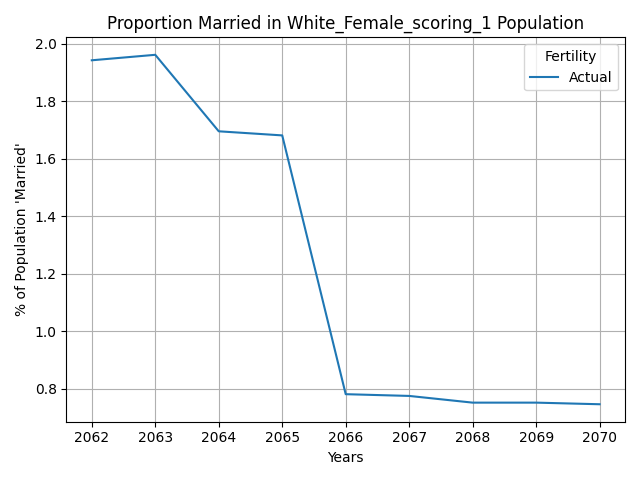 Proportion Married in White_Female_scoring_1 Population
% of Population 'Married'
2.0
1.8
1.6
1.4
1.2
1.0
0.8
Fertility
Actual
2062 2063 2064 2065 2066 2067 2068 2069 2070
Years